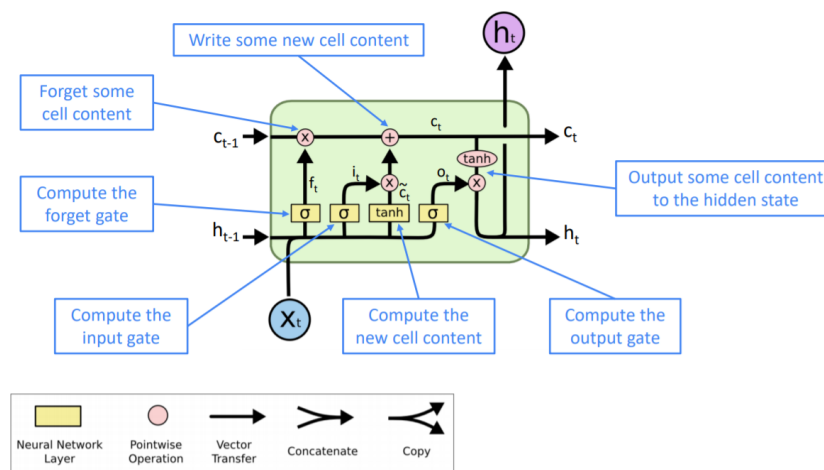 Write some new cell content
hₜ
Forget some
cell content
cₜ₋₁
cₜ
cₜ
tanh
Output some cell content
to the hidden state
fₜ
iₜ
c̃ₜ
oₜ
x
+
x
x
Compute the
forget gate
σ
σ
tanh
σ
hₜ₋₁
hₜ
Xₜ
Compute the
input gate
Compute the
new cell content
Compute the
output gate
Neural Network
Layer
Pointwise
Operation
Vector
Transfer
Concatenate
Copy